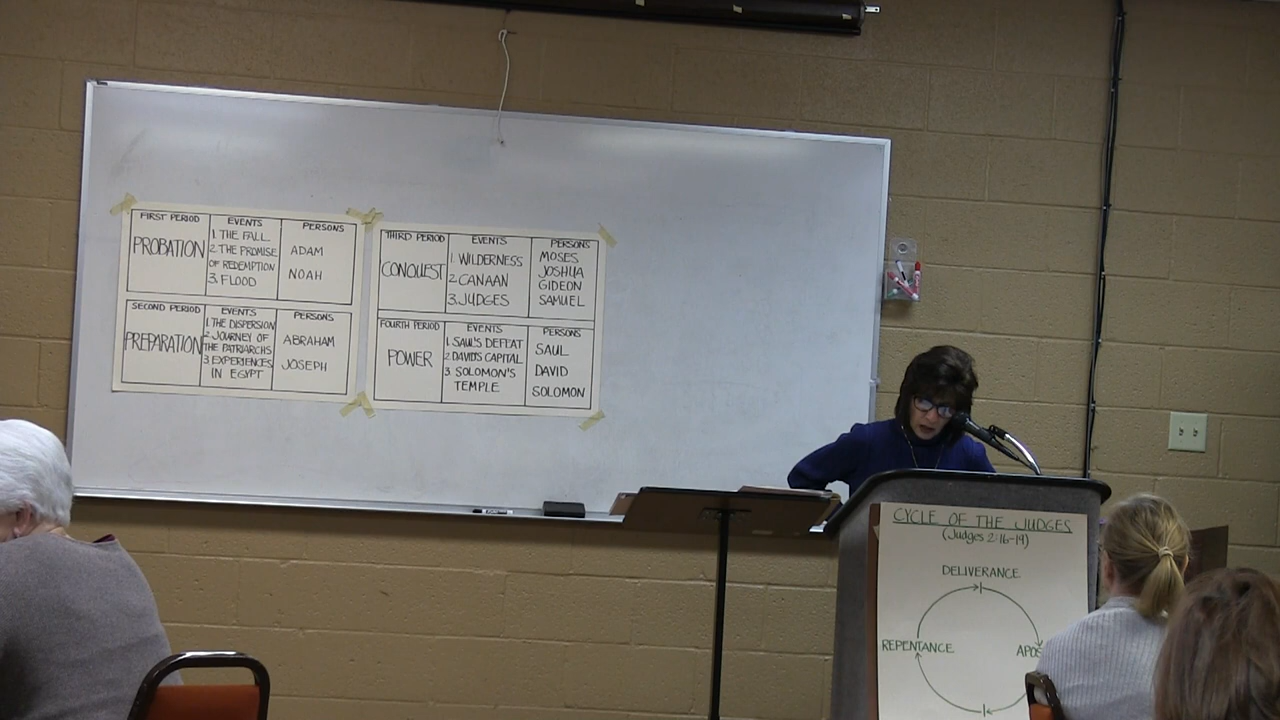 FIRST PERIOD
PROBATION
EVENTS
1. THE FALL
2. THE PROMISE
OF REDEMPTION
3. FLOOD
PERSONS
ADAM
NOAH
SECOND PERIOD
PREPARATION
EVENTS
1. THE DISPERSION
2. JOURNEY OF
THE PATRIARCHS
3. EXPERIENCES
IN EGYPT
PERSONS
ABRAHAM
JOSEPH
THIRD PERIOD
CONQUEST
EVENTS
1. WILDERNESS
2. CANAAN
3. JUDGES
PERSONS
MOSES
JOSHUA
GIDEON
SAMUEL
FOURTH PERIOD
POWER
EVENTS
1. SAUL'S DEFEAT
2. DAVID'S CAPITAL
3. SOLOMON'S
TEMPLE
PERSONS
SAUL
DAVID
SOLOMON
CYCLE OF THE JUDGES
(Judges 2:16-19)
DELIVERANCE
REPENTANCE